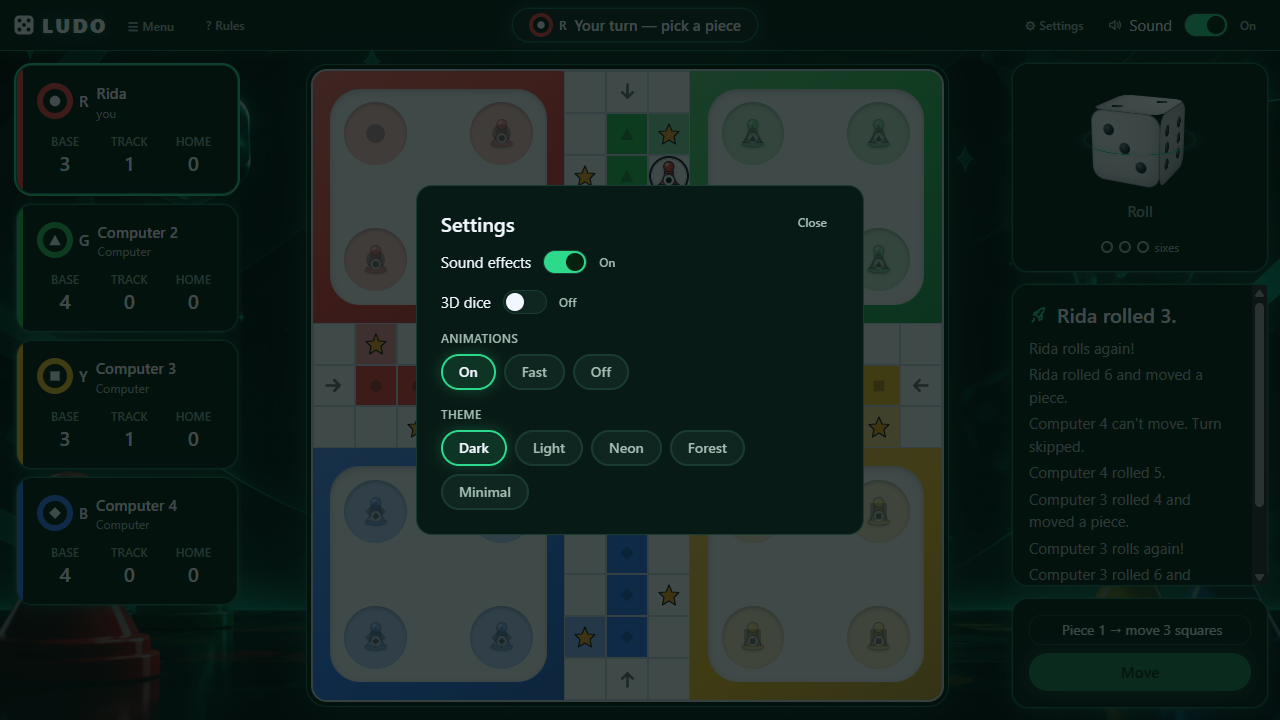 LUDO
☰ Menu
? Rules
R Your turn — pick a piece
⚙ Settings
Sound
On
R Rida
you
BASE TRACK HOME
3 1 0
G Computer 2
Computer
BASE TRACK HOME
4 0 0
Y Computer 3
Computer
BASE TRACK HOME
3 1 0
B Computer 4
Computer
BASE TRACK HOME
4 0 0
Settings
Close
Sound effects On
3D dice Off
ANIMATIONS
On Fast Off
THEME
Dark Light Neon Forest
Minimal
Roll
sixes
Rida rolled 3.
Rida rolls again!
Rida rolled 6 and moved a
piece.
Computer 4 can't move. Turn
skipped.
Computer 4 rolled 5.
Computer 3 rolled 4 and
moved a piece.
Computer 3 rolls again!
Computer 3 rolled 6 and
Piece 1 → move 3 squares
Move